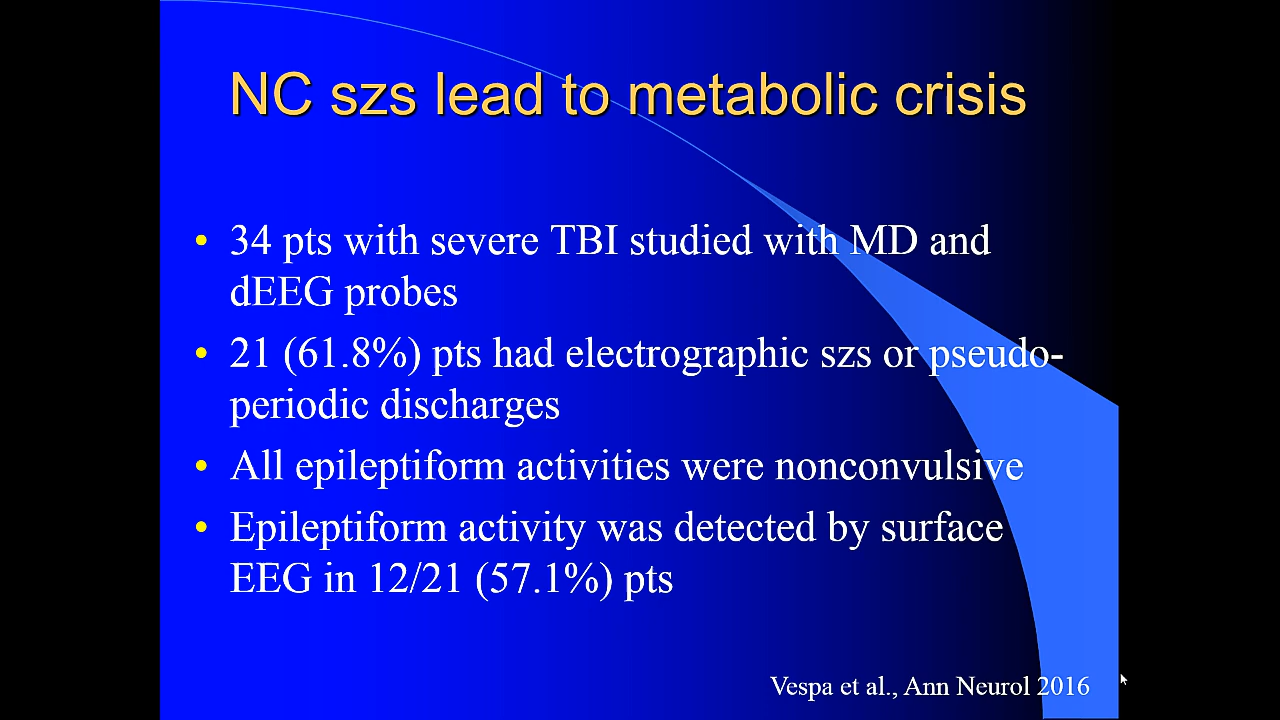 NC szs lead to metabolic crisis
• 34 pts with severe TBI studied with MD and
dEEG probes
• 21 (61.8%) pts had electrographic szs or pseudo-
periodic discharges
• All epileptiform activities were nonconvulsive
• Epileptiform activity was detected by surface
EEG in 12/21 (57.1%) pts
Vespa et al., Ann Neurol 2016